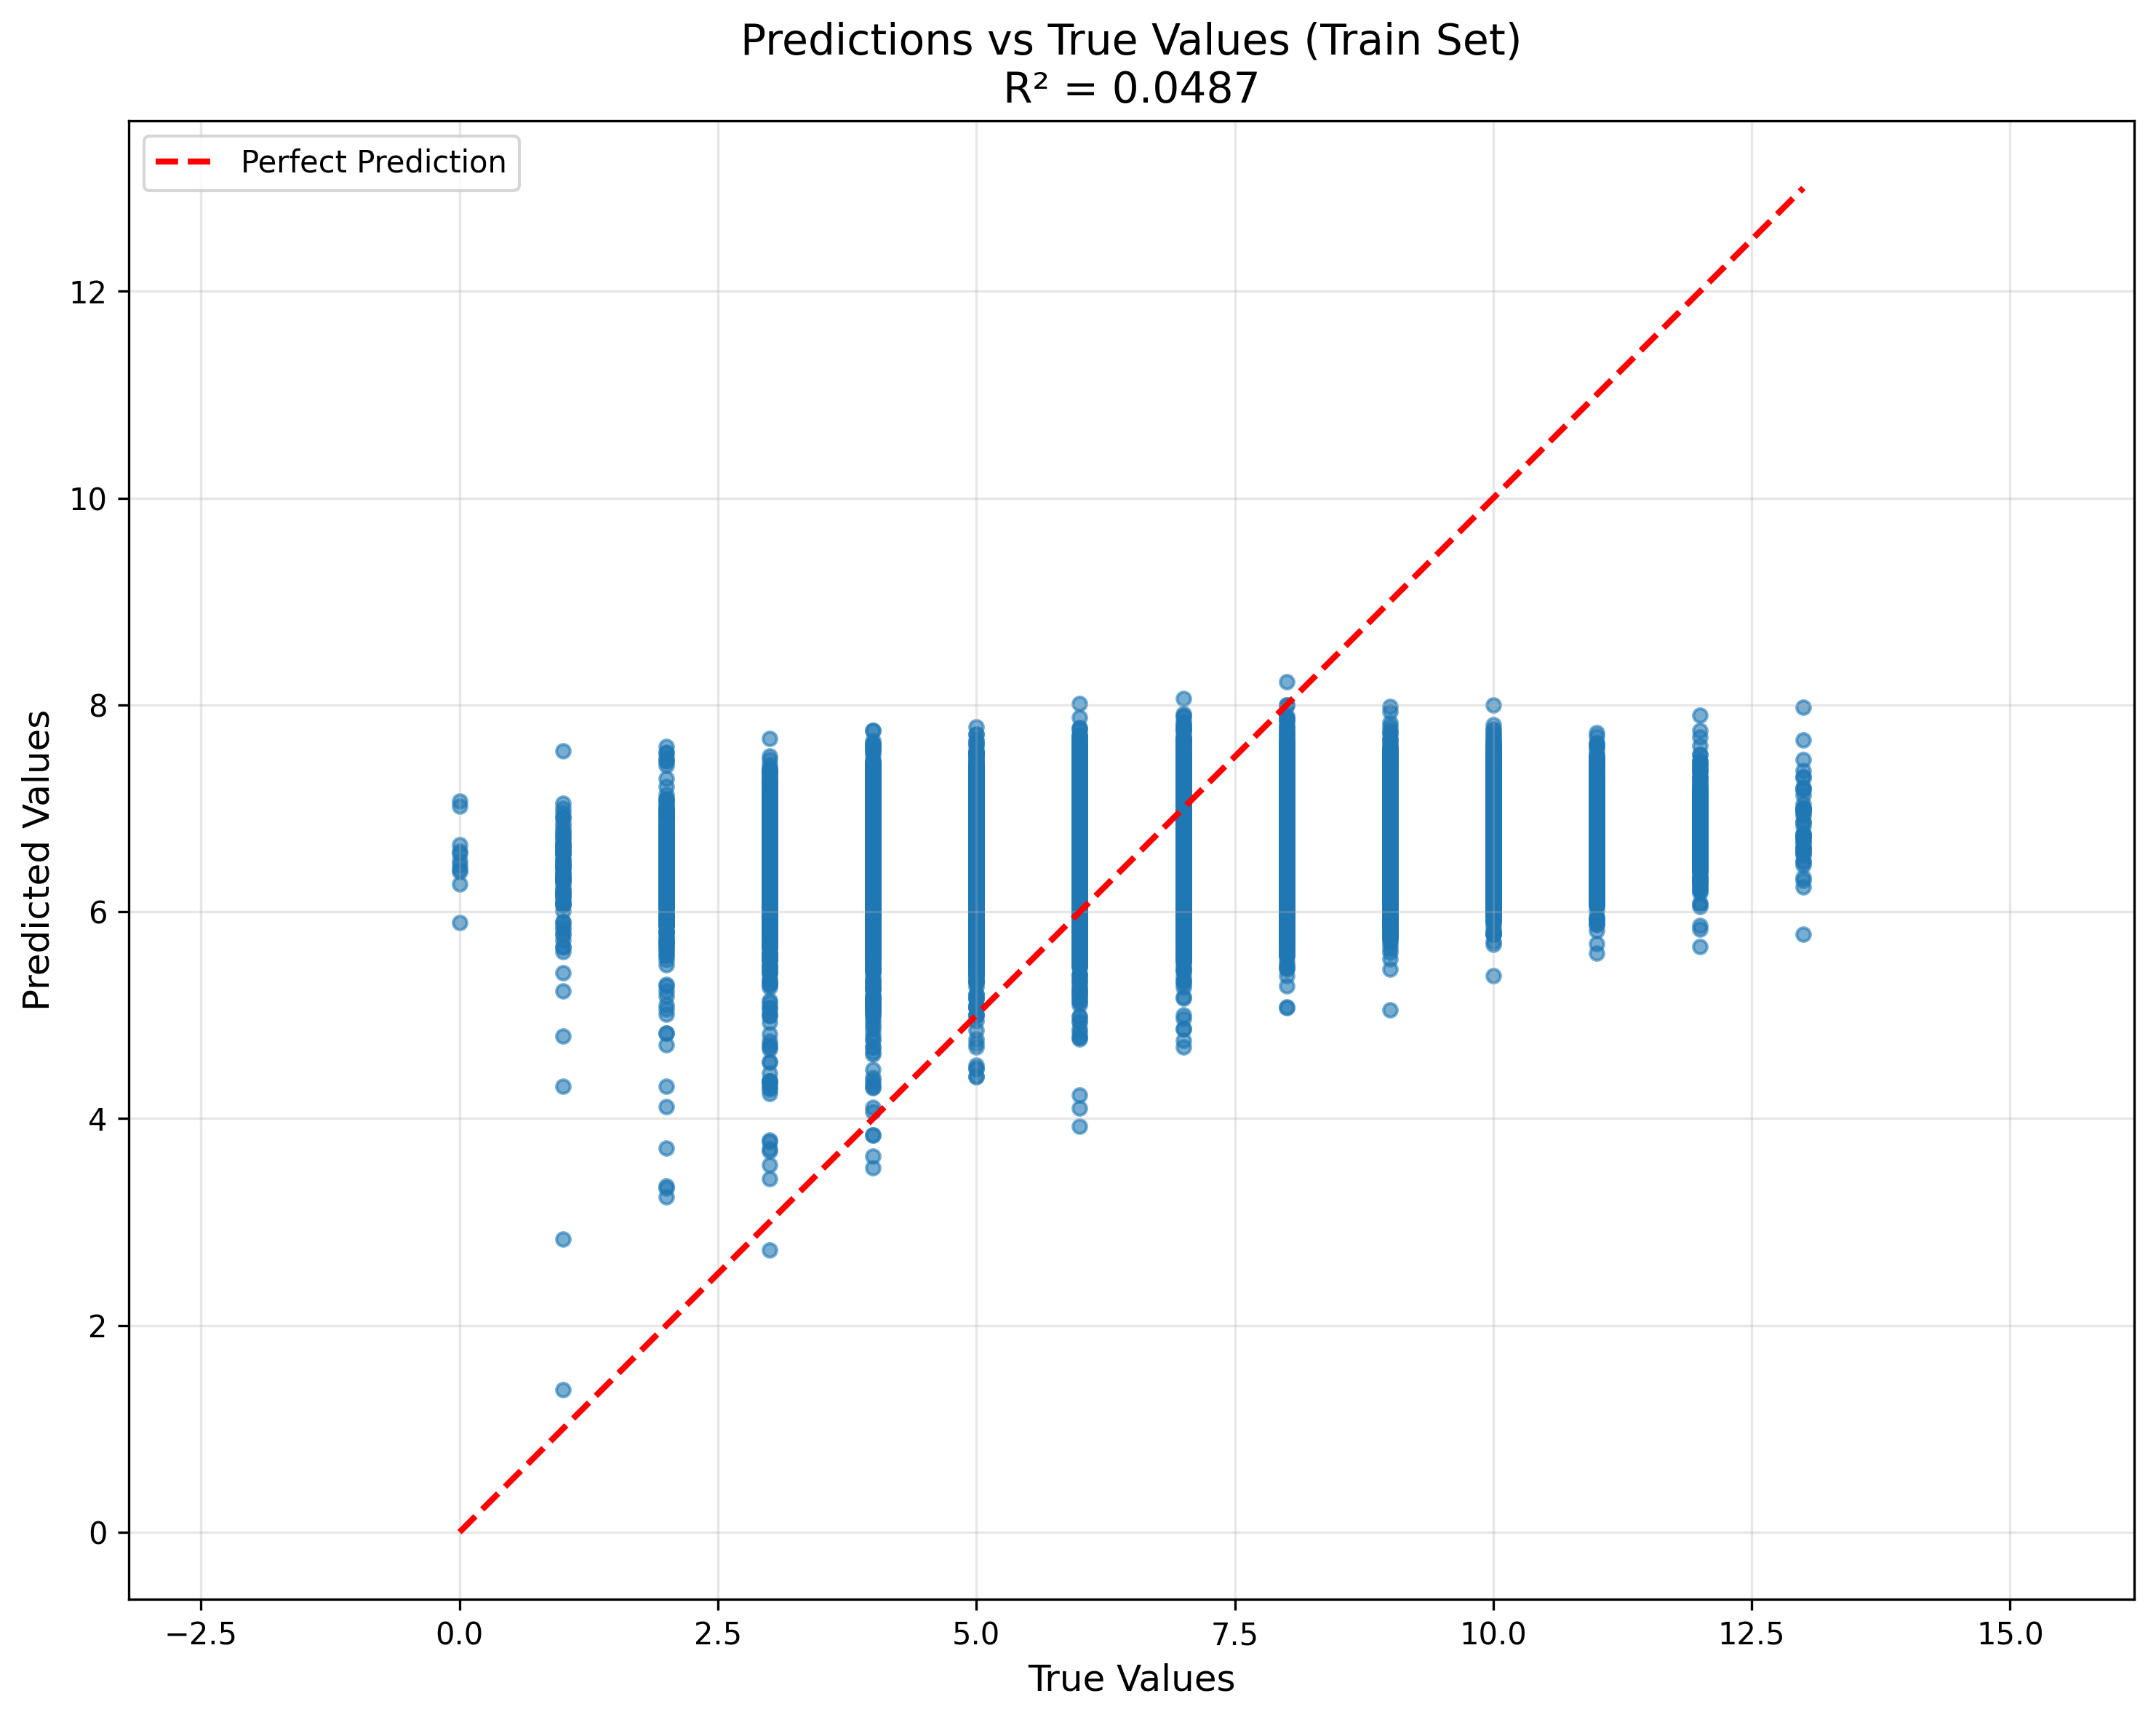 Predictions vs True Values (Train Set)
R² = 0.0487
Perfect Prediction
12
10
8
6
4
2
0
Predicted Values
−2.5 0.0 2.5 5.0 7.5 10.0 12.5 15.0
True Values